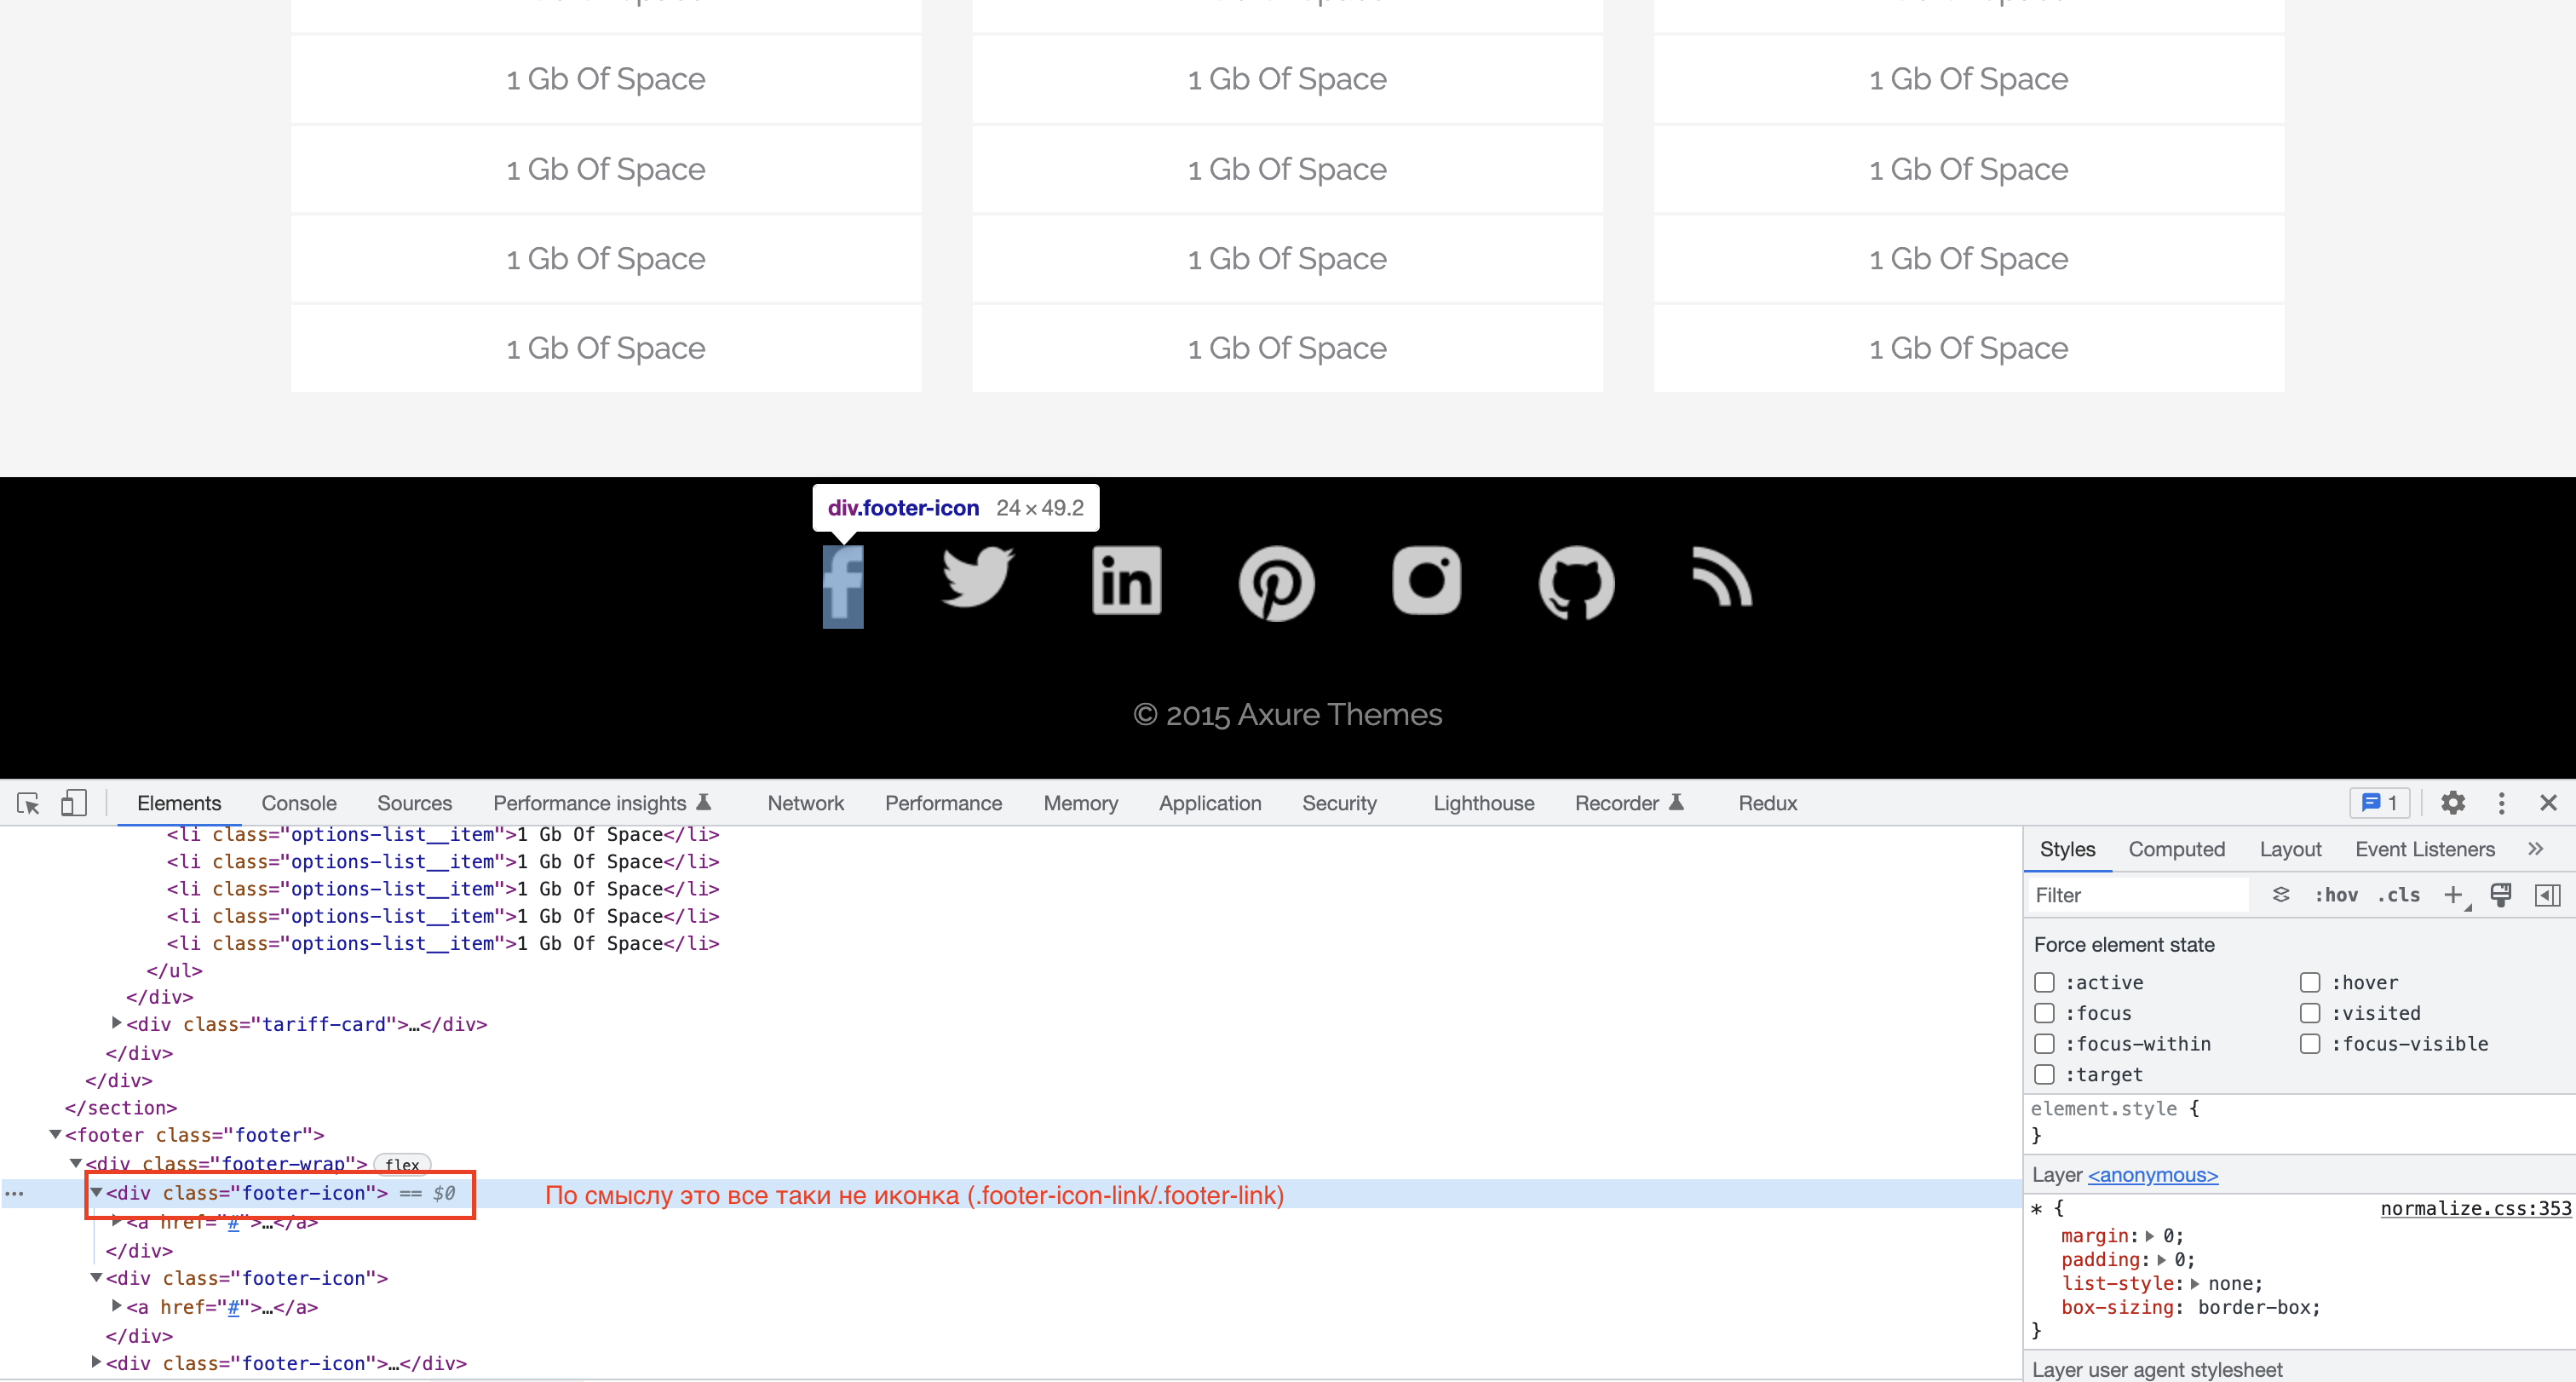 1 Gb Of Space 1 Gb Of Space 1 Gb Of Space
1 Gb Of Space 1 Gb Of Space 1 Gb Of Space
1 Gb Of Space 1 Gb Of Space 1 Gb Of Space
1 Gb Of Space 1 Gb Of Space 1 Gb Of Space
div.footer-icon 24 × 49.2
© 2015 Axure Themes
Elements Console Sources Performance insights Network Performance Memory Application Security Lighthouse Recorder Redux 1
<li class="options-list__item">1 Gb Of Space</li>
<li class="options-list__item">1 Gb Of Space</li>
<li class="options-list__item">1 Gb Of Space</li>
<li class="options-list__item">1 Gb Of Space</li>
<li class="options-list__item">1 Gb Of Space</li>
</ul>
</div>
<div class="tariff-card">…</div>
</div>
</div>
</section>
<footer class="footer">
<div class="footer-wrap"> flex
<div class="footer-icon"> == $0
По смыслу это все таки не иконка (.footer-icon-link/.footer-link)
<a href="#">…</a>
</div>
<div class="footer-icon">
<a href="#">…</a>
</div>
<div class="footer-icon">…</div>
Styles Computed Layout Event Listeners
Filter :hov .cls
Force element state
:active :hover
:focus :visited
:focus-within :focus-visible
:target
element.style {
}
Layer <anonymous>
* { normalize.css:353
margin: 0;
padding: 0;
list-style: none;
box-sizing: border-box;
}
Layer user agent stylesheet